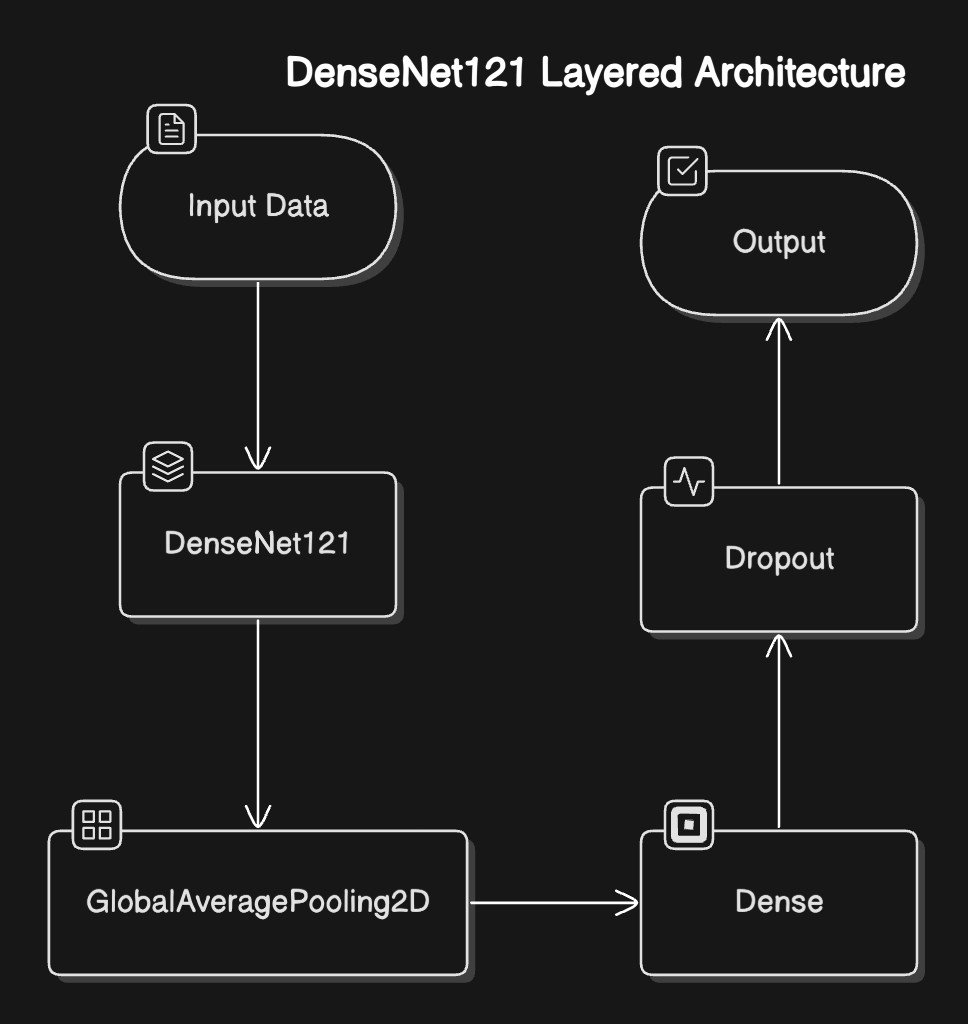 DenseNet121 Layered Architecture
Input Data
DenseNet121
GlobalAveragePooling2D
Dense
Dropout
Output